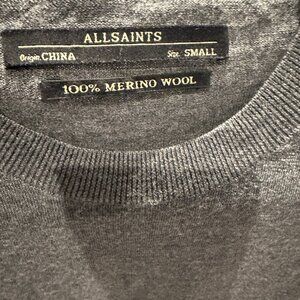 ALLSAINTS
Origin. CHINA Size. SMALL
100% MERINO WOOL